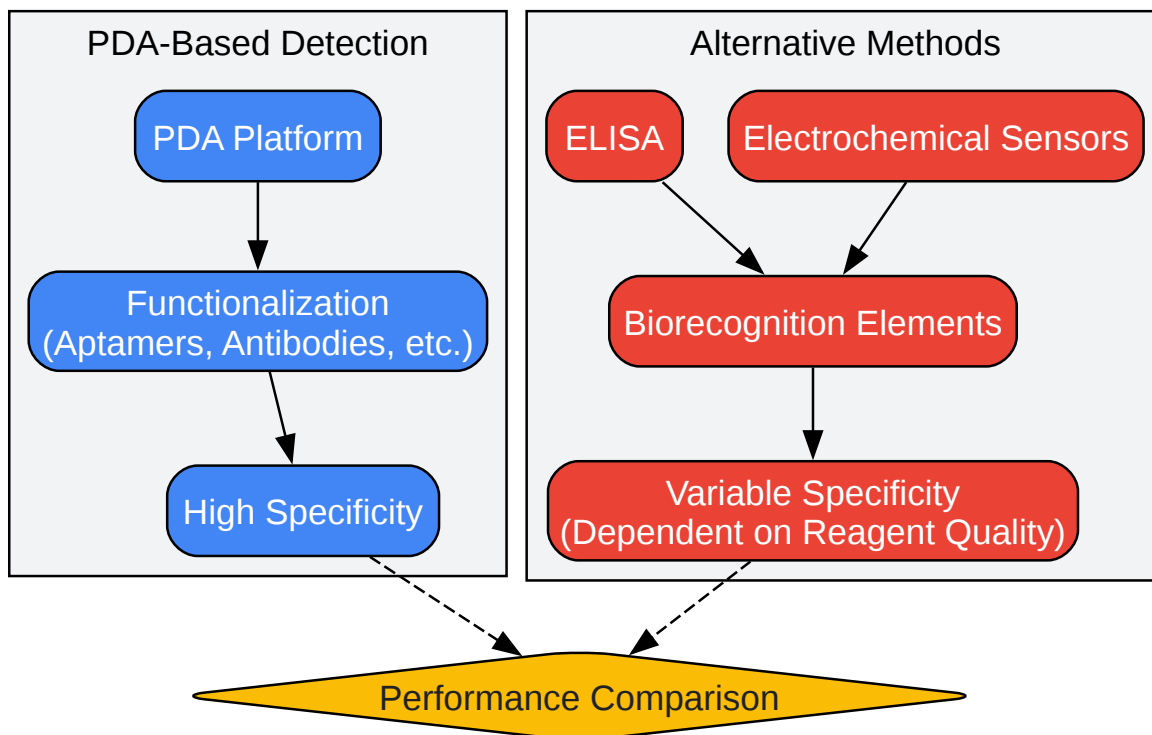 PDA-Based Detection
PDA Platform
Functionalization
(Aptamers, Antibodies, etc.)
High Specificity
Alternative Methods
ELISA
Electrochemical Sensors
Biorecognition Elements
Variable Specificity
(Dependent on Reagent Quality)
Performance Comparison